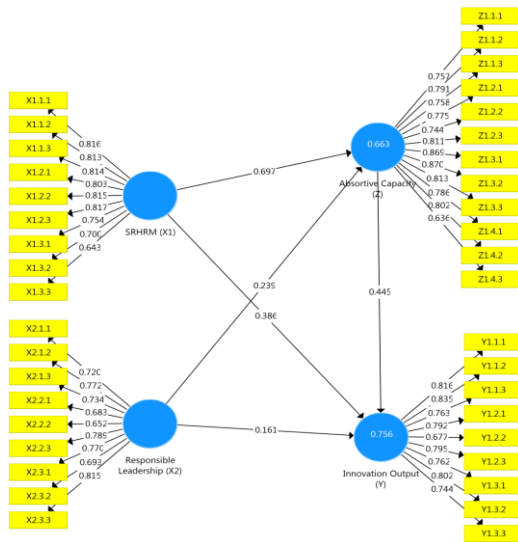 X1.1.1
X1.1.2
X1.1.3
X1.2.1
X1.2.2
X1.2.3
X1.3.1
X1.3.2
X1.3.3
0.816
0.813
0.814
0.803
0.815
0.817
0.754
0.700
0.643
SRHRM (X1)
X2.1.1
X2.1.2
X2.1.3
X2.2.1
X2.2.2
X2.2.3
X2.3.1
X2.3.2
X2.3.3
0.720
0.772
0.734
0.683
0.652
0.789
0.770
0.693
0.815
Responsible
Leadership (X2)
0.697
0.239
0.386
0.161
0.445
0.663
Absortive Capacity
(Z)
0.757
0.791
0.758
0.775
0.744
0.811
0.869
0.870
0.813
0.786
0.802
0.636
Z1.1.1
Z1.1.2
Z1.1.3
Z1.2.1
Z1.2.2
Z1.2.3
Z1.3.1
Z1.3.2
Z1.3.3
Z1.4.1
Z1.4.2
Z1.4.3
0.756
Innovation Output
(Y)
0.816
0.835
0.763
0.792
0.677
0.795
0.762
0.802
0.744
Y1.1.1
Y1.1.2
Y1.1.3
Y1.2.1
Y1.2.2
Y1.2.3
Y1.3.1
Y1.3.2
Y1.3.3